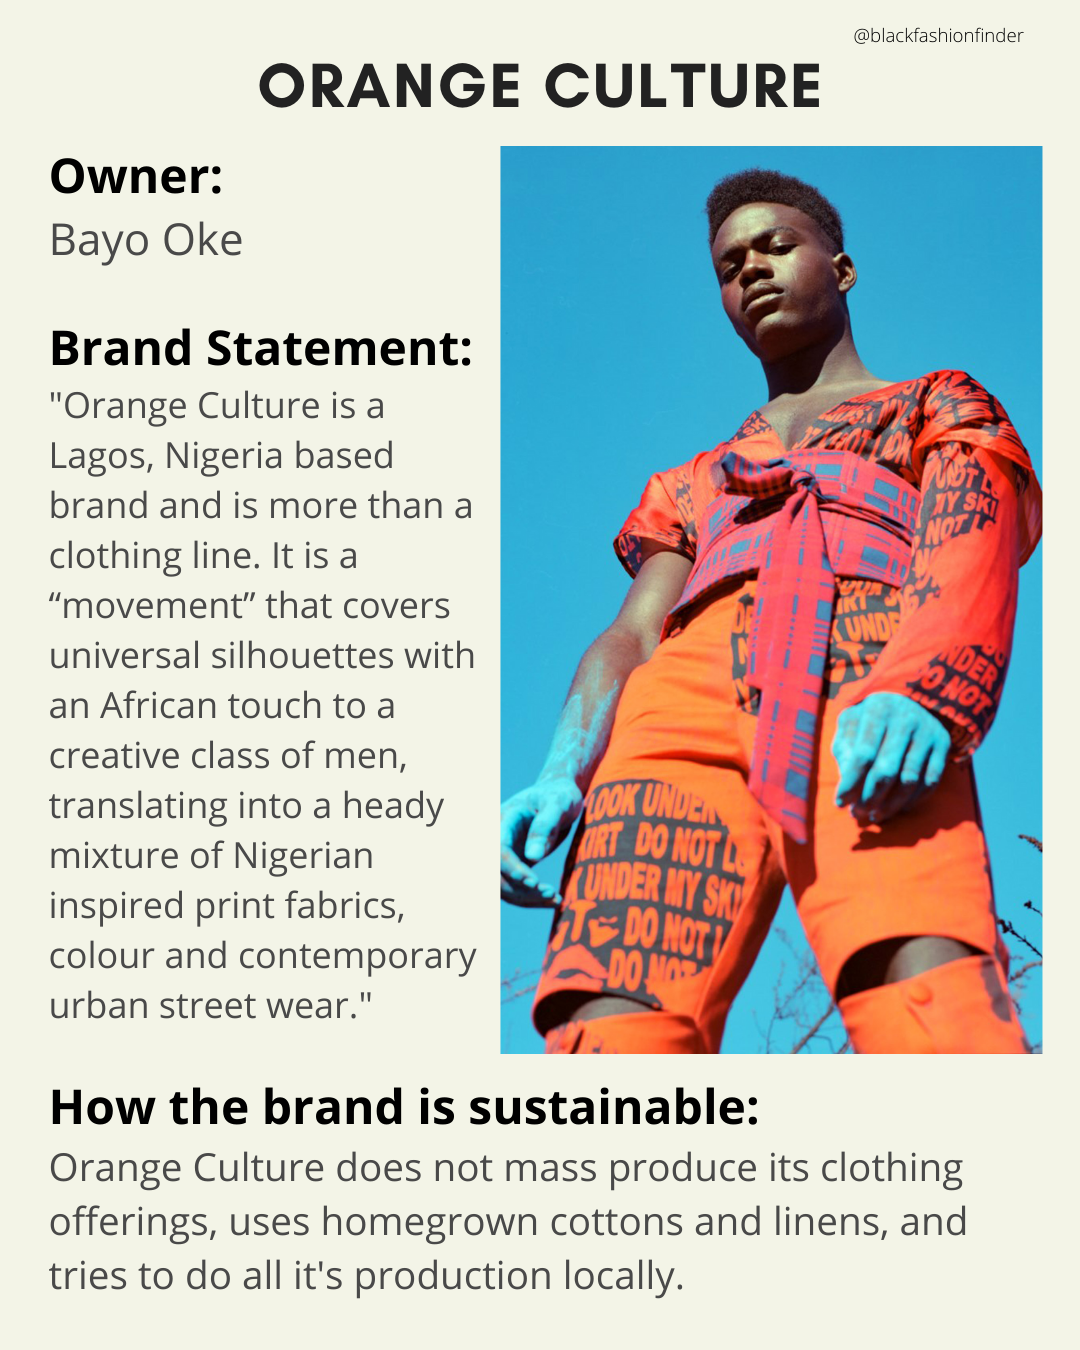 @blackfashionfinder
ORANGE CULTURE
Owner:
Bayo Oke
Brand Statement:
"Orange Culture is a
Lagos, Nigeria based
brand and is more than a
clothing line. It is a
“movement” that covers
universal silhouettes with
an African touch to a
creative class of men,
translating into a heady
mixture of Nigerian
inspired print fabrics,
colour and contemporary
urban street wear."
LOOK UNDER
DO NOT
UNDER MY
DO NOT
DO NOT
How the brand is sustainable:
Orange Culture does not mass produce its clothing
offerings, uses homegrown cottons and linens, and
tries to do all it's production locally.